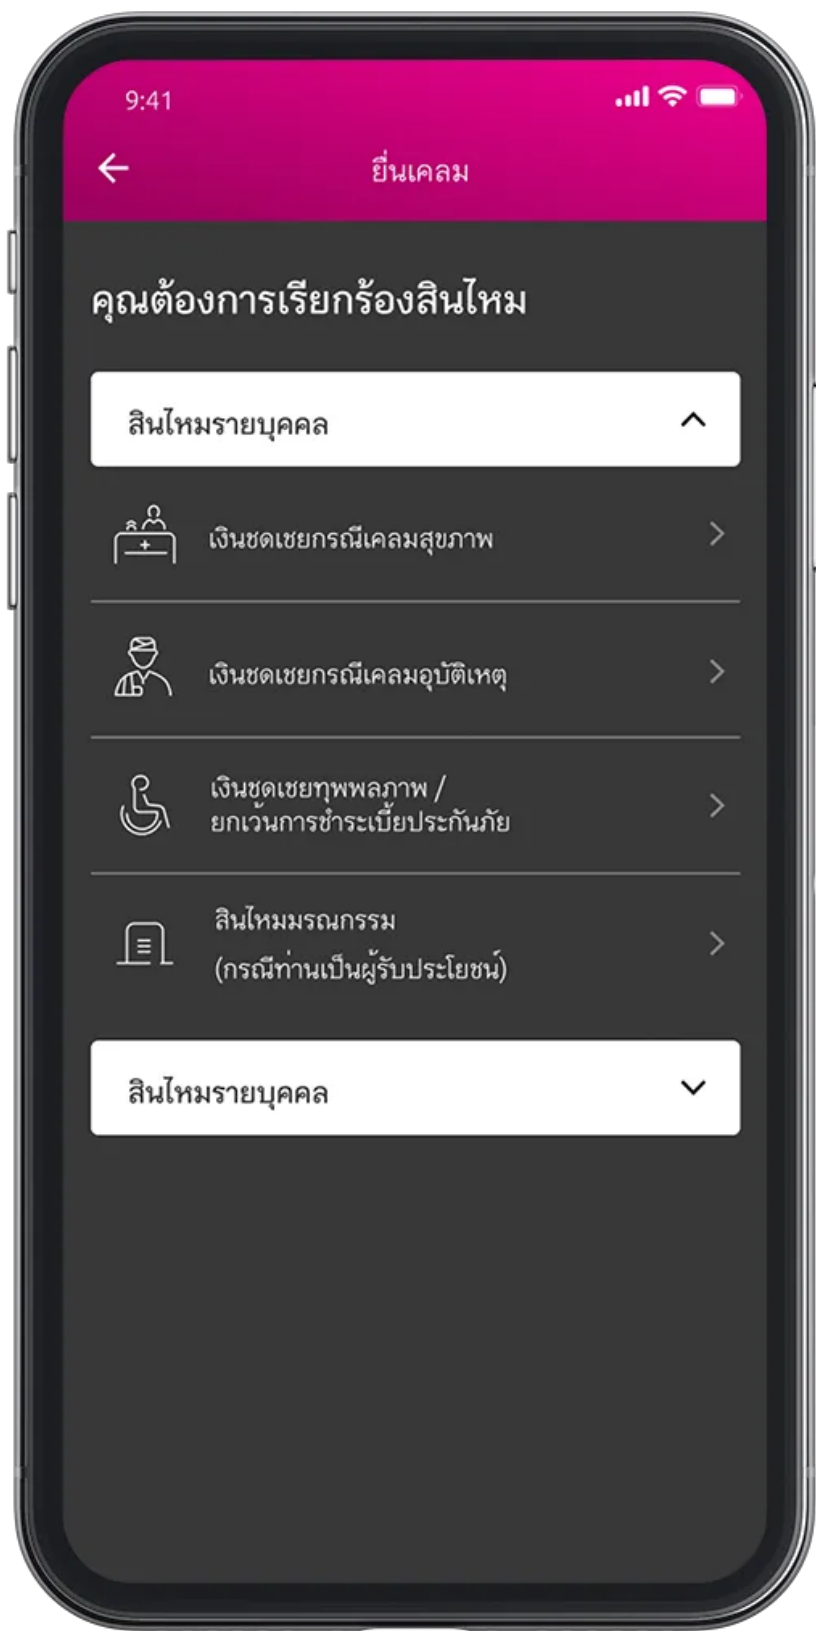 9:41
ยื่นเคลม
คุณต้องการเรียกร้องสินไหม
สินไหมรายบุคคล
เงินชดเชยกรณีเคลมสุขภาพ
เงินชดเชยกรณีเคลมอุบัติเหตุ
เงินชดเชยทุพพลภาพ /
ยกเว้นการชำระเบี้ยประกันภัย
สินไหมมรณกรรม
(กรณีท่านเป็นผู้รับประโยชน์)
สินไหมรายบุคคล